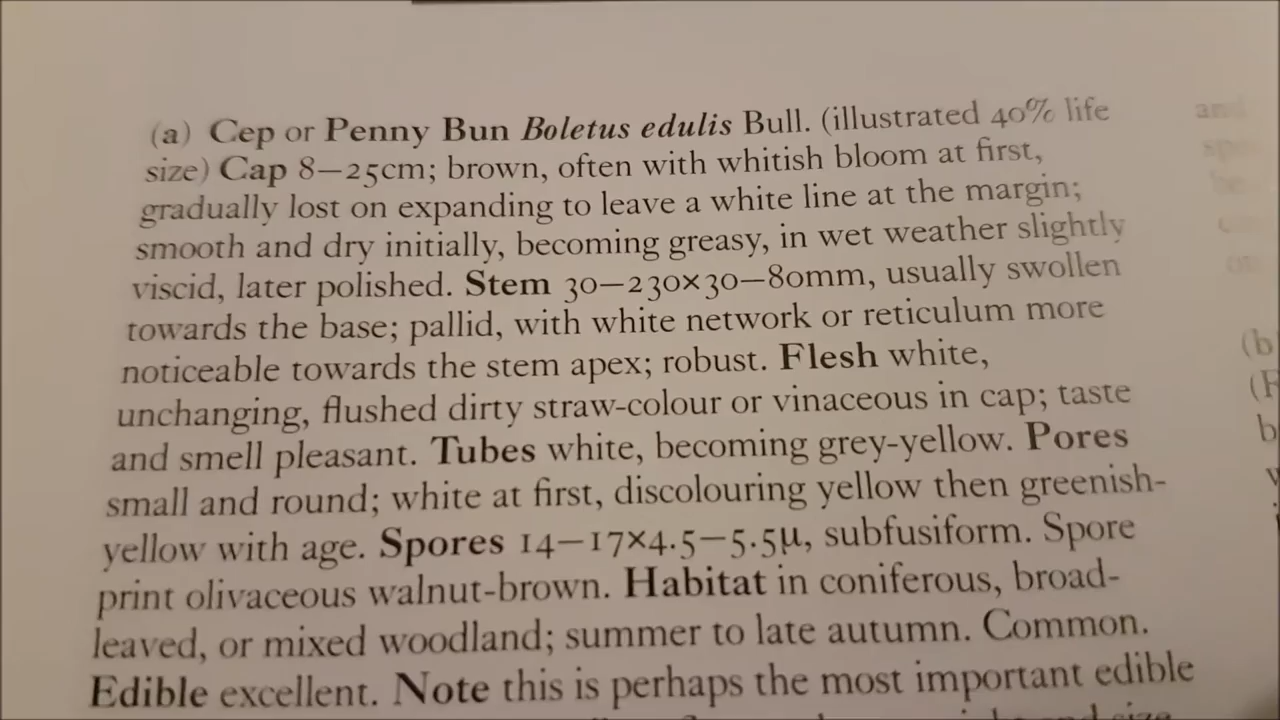 (a) Cep or Penny Bun Boletus edulis Bull. (illustrated 40% life
size) Cap 8–25cm; brown, often with whitish bloom at first,
gradually lost on expanding to leave a white line at the margin;
smooth and dry initially, becoming greasy, in wet weather slightly
viscid, later polished. Stem 30–230×30–80mm, usually swollen
towards the base; pallid, with white network or reticulum more
noticeable towards the stem apex; robust. Flesh white,
unchanging, flushed dirty straw-colour or vinaceous in cap; taste
and smell pleasant. Tubes white, becoming grey-yellow. Pores
small and round; white at first, discolouring yellow then greenish-
yellow with age. Spores 14–17×4.5–5.5µ, subfusiform. Spore
print olivaceous walnut-brown. Habitat in coniferous, broad-
leaved, or mixed woodland; summer to late autumn. Common.
Edible excellent. Note this is perhaps the most important edible
and
(b